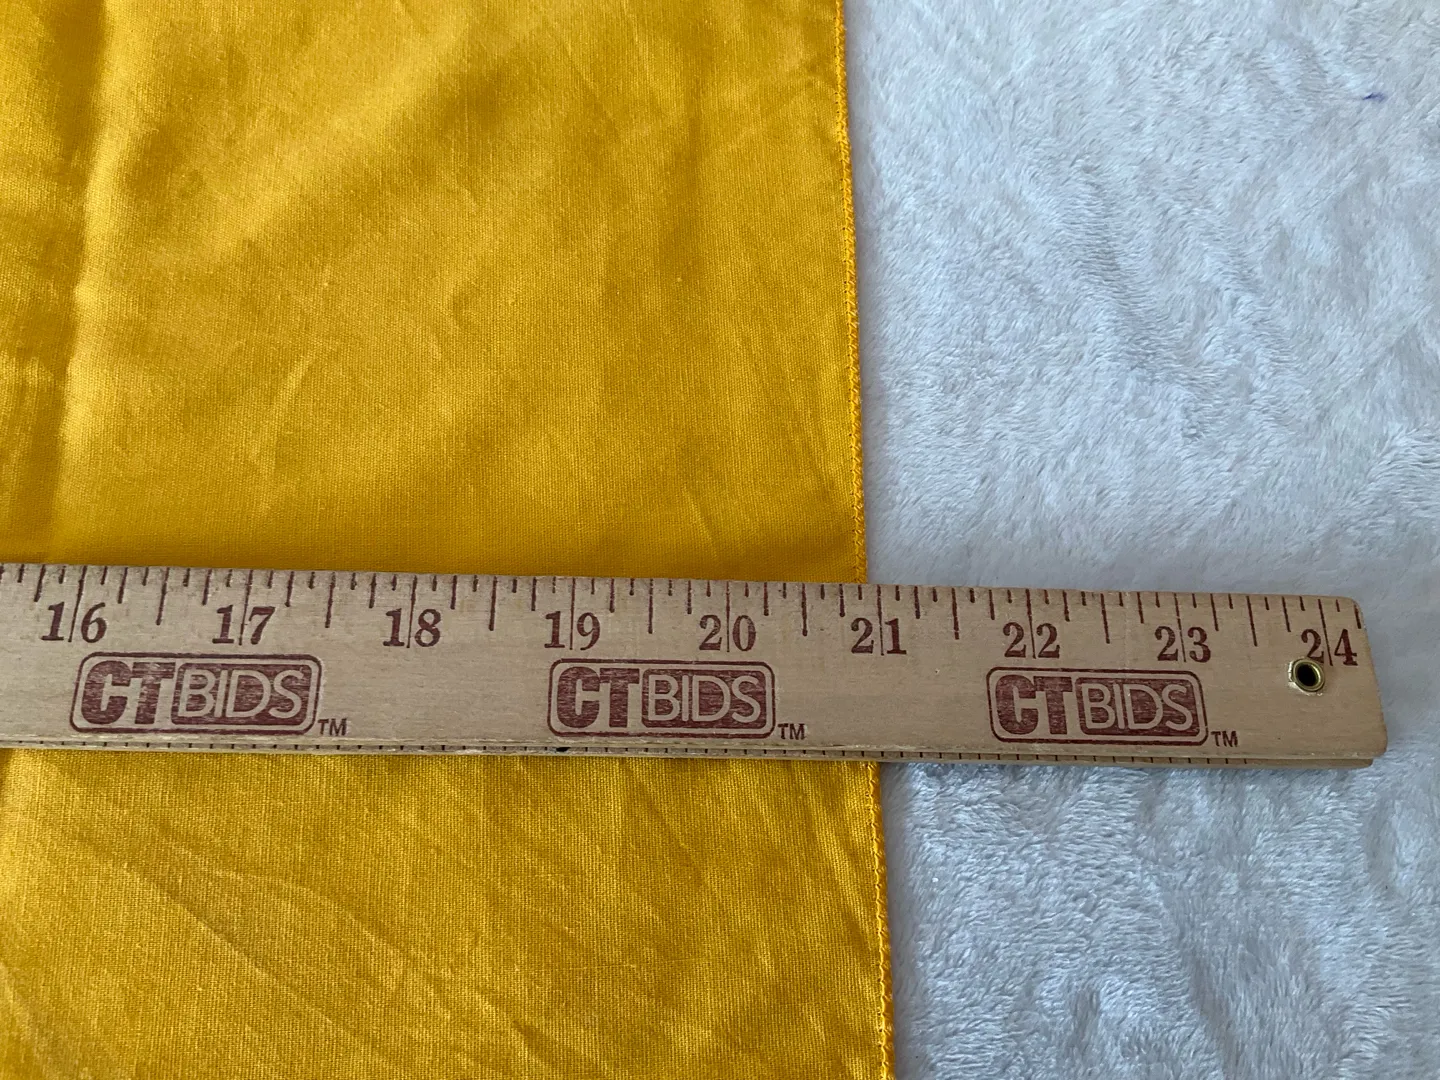 16 17 18 19 20 21 22 23 24
CTBIDS™ CTBIDS™ CTBIDS™